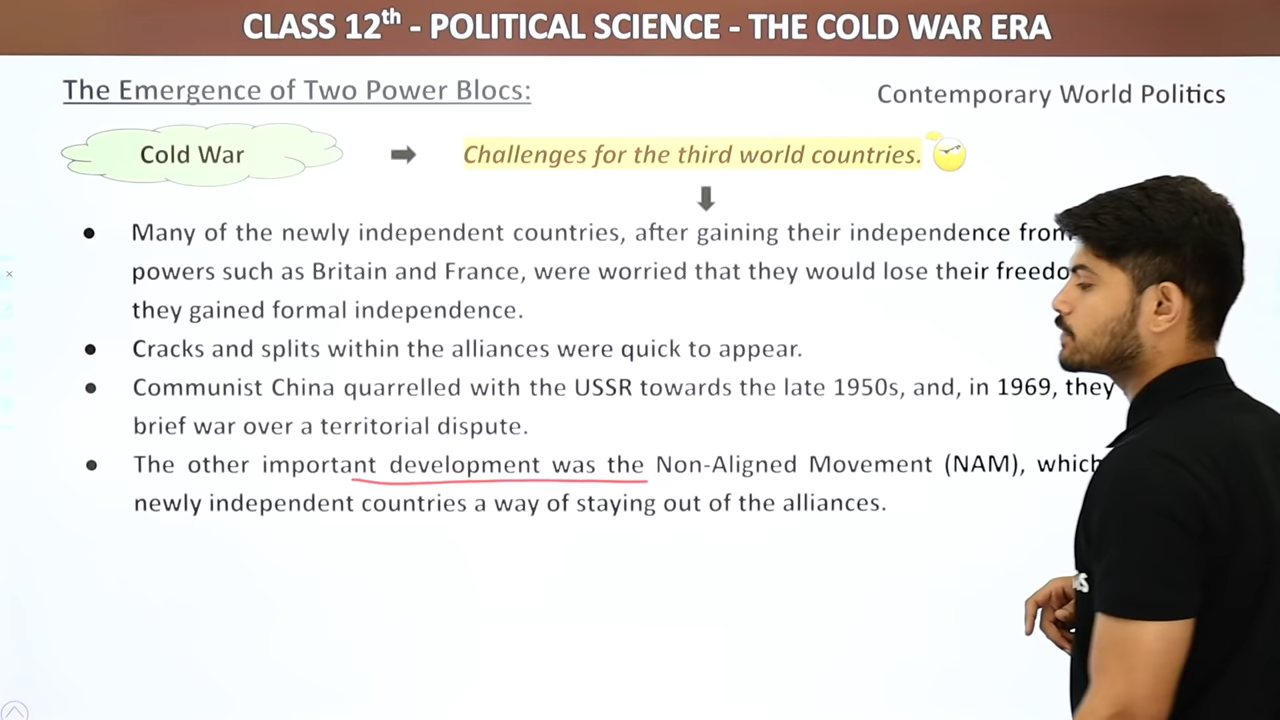 CLASS 12th - POLITICAL SCIENCE - THE COLD WAR ERA
The Emergence of Two Power Blocs:
Contemporary World Politics
Cold War
Challenges for the third world countries.
• Many of the newly independent countries, after gaining their independence from
powers such as Britain and France, were worried that they would lose their
they gained formal independence.
• Cracks and splits within the alliances were quick to appear.
• Communist China quarrelled with the USSR towards the late 1950s, and, in 1969, they
brief war over a territorial dispute.
• The other important development was the Non-Aligned Movement (NAM), which
newly independent countries a way of staying out of the alliances.